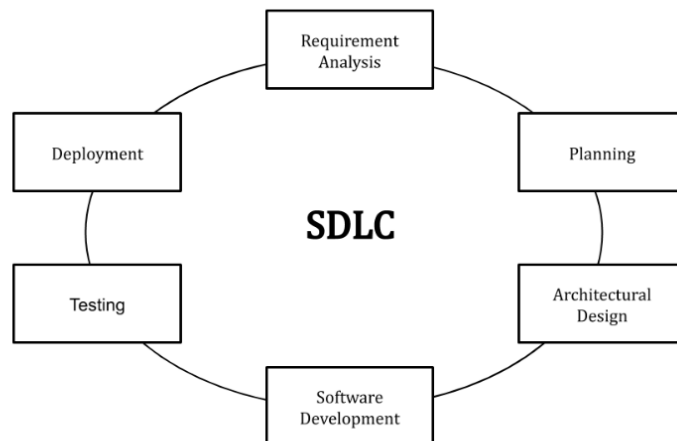 Requirement
Analysis
Deployment
Planning
SDLC
Testing
Architectural
Design
Software
Development